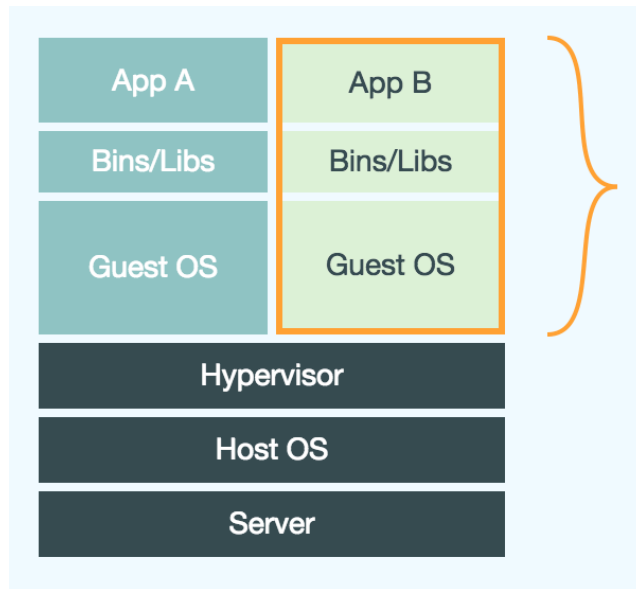 App A
App B
Bins/Libs
Bins/Libs
Guest OS
Guest OS
Hypervisor
Host OS
Server